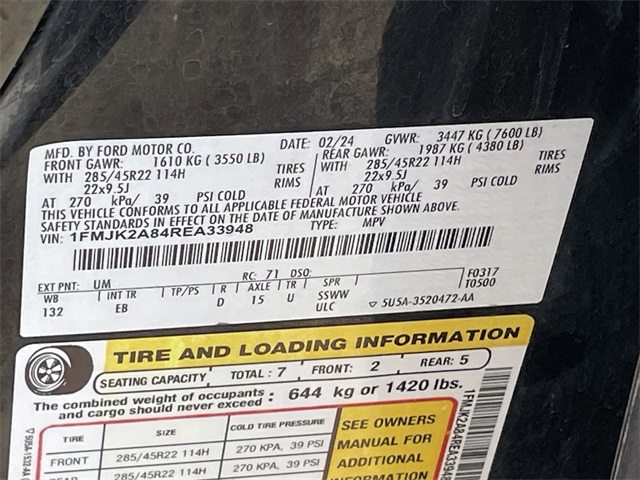 MFD. BY FORD MOTOR CO.
DATE: 02/24 GVWR: 3447 KG ( 7600 LB)
FRONT GAWR: 1610 KG ( 3550 LB)
REAR GAWR: 1987 KG ( 4380 LB)
WITH 285/45R22 114H TIRES
WITH 285/45R22 114H TIRES
22x9.5J RIMS
22x9.5J RIMS
AT 270 kPa/ 39 PSI COLD
AT 270 kPa/ 39 PSI COLD
THIS VEHICLE CONFORMS TO ALL APPLICABLE FEDERAL MOTOR VEHICLE
SAFETY STANDARDS IN EFFECT ON THE DATE OF MANUFACTURE SHOWN ABOVE.
VIN: 1FMJK2A84REA33948 TYPE: MPV
EXT PNT: UM RC: 71 DSO:
F0317
T0500
WB INT TR TP/PS R AXLE TR SPR
132 EB D 15 U SSWW
ULC
5U5A-3520472-AA
TIRE AND LOADING INFORMATION
SEATING CAPACITY TOTAL : 7 FRONT: 2 REAR: 5
The combined weight of occupants
and cargo should never exceed : 644 kg or 1420 lbs.
TIRE SIZE COLD TIRE PRESSURE
FRONT 285/45R22 114H 270 KPA, 39 PSI
285/45R22 114H 270 KPA, 39 PSI
SEE OWNERS
MANUAL FOR
ADDITIONAL
INFORMATION